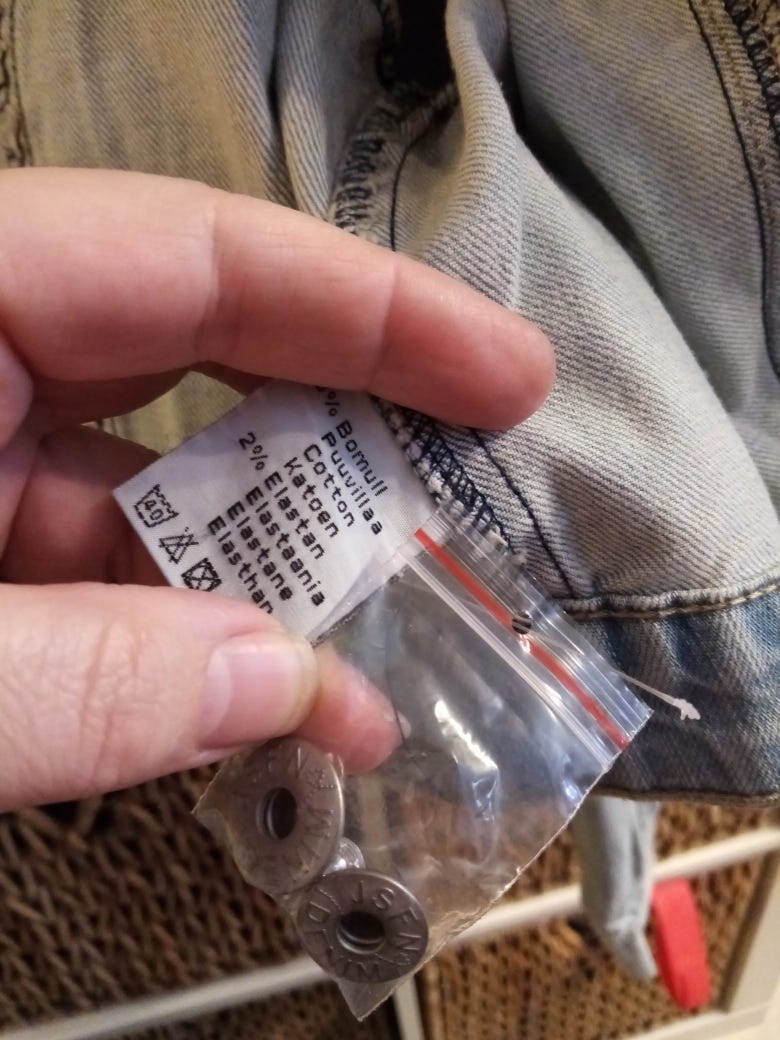 % Bomull
Puuvillaa
Cotton
Katoen
2% Elastan
Elastaania
Elastane
Elasthan
40